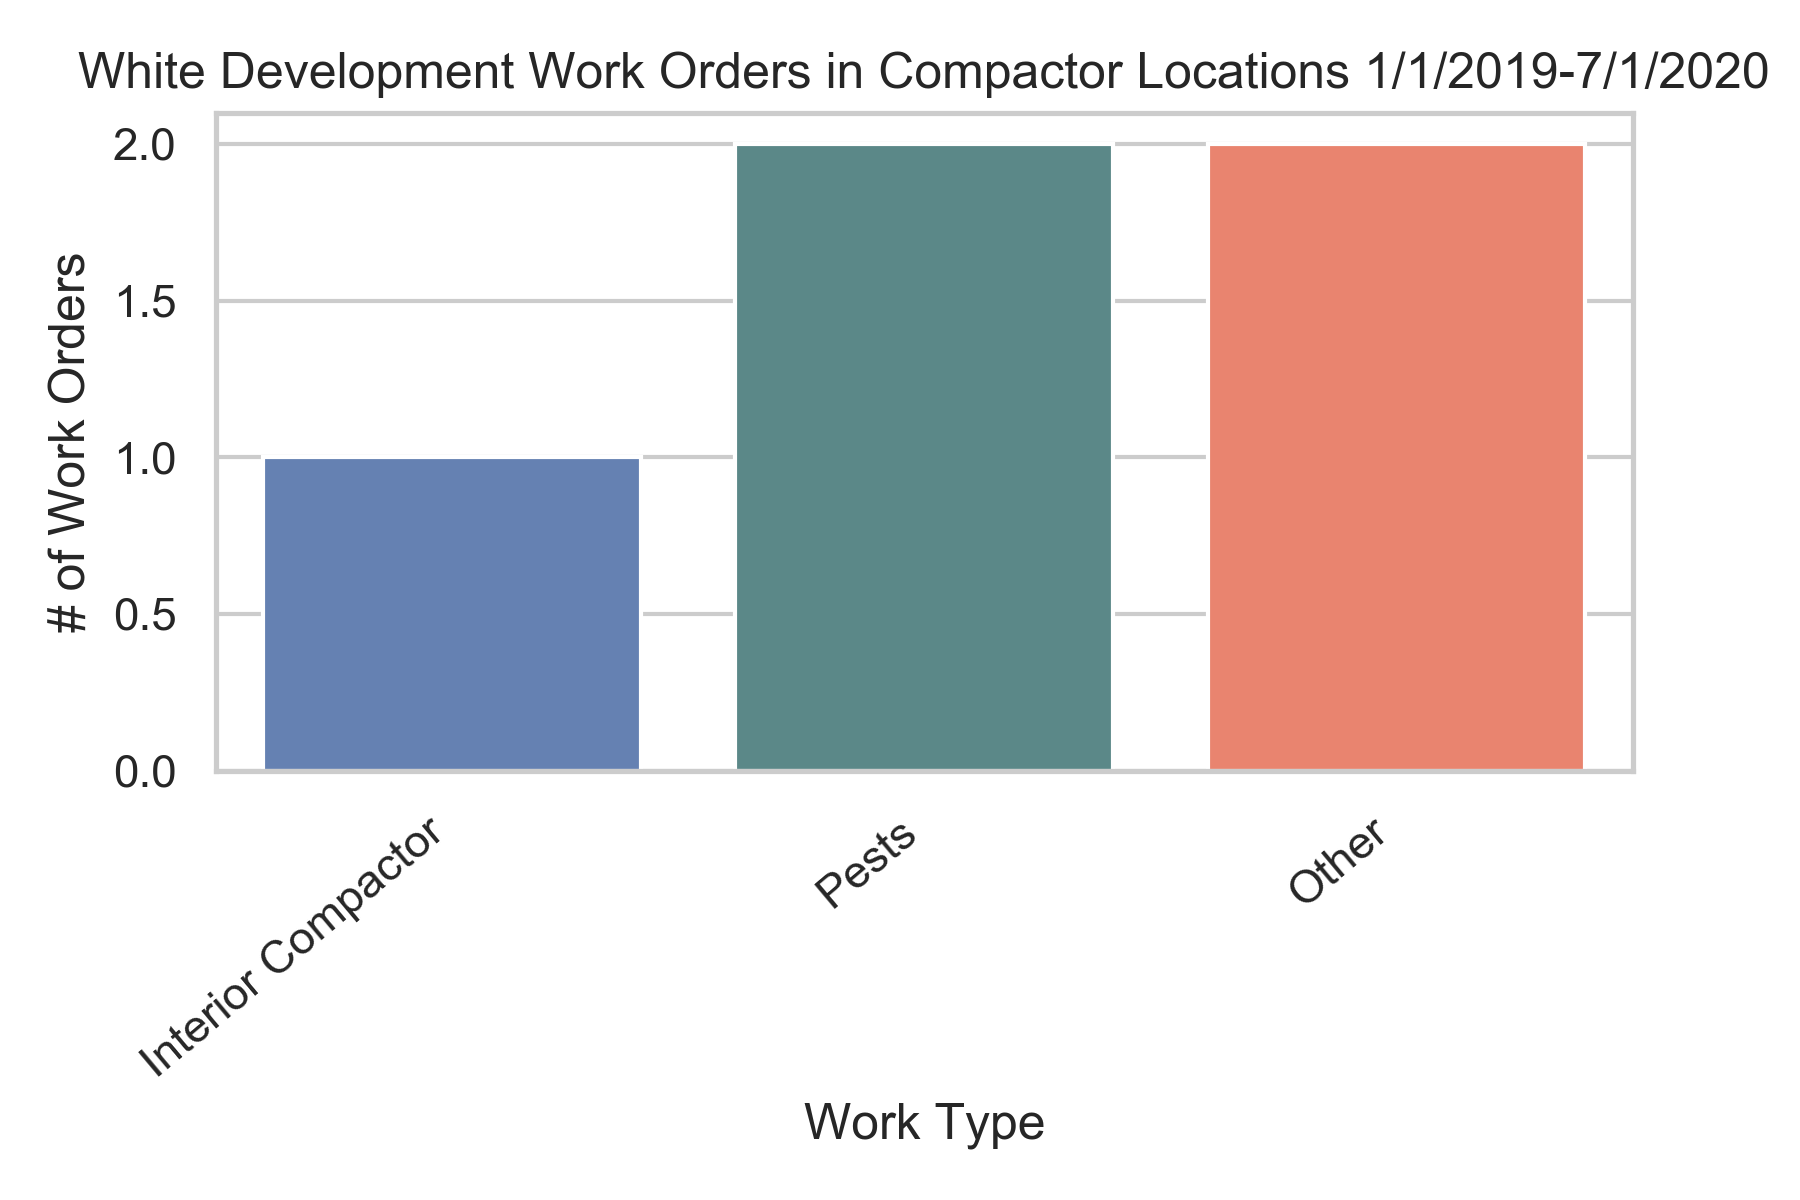 White Development Work Orders in Compactor Locations 1/1/2019-7/1/2020
2.0
1.5
1.0
0.5
0.0
# of Work Orders
Interior Compactor
Pests
Other
Work Type